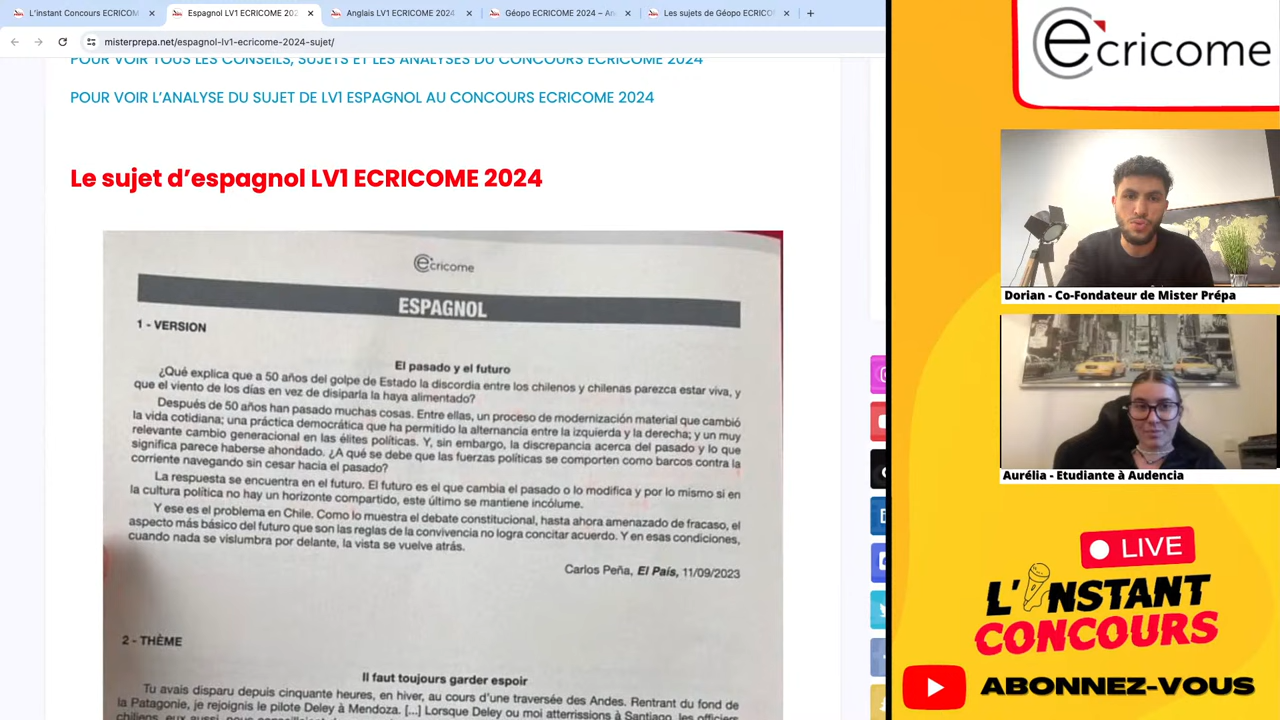 L'instant Concours ECRICOM
Espagnol LV1 ECRICOME 202
Anglais LV1 ECRICOME 2024
Géopo ECRICOME 2024 – An
Les sujets de Géopo ECRICOM
misterprepa.net/espagnol-lv1-ecricome-2024-sujet/
POUR VOIR TOUS LES CONSEILS, SUJETS ET LES ANALYSES DU CONCOURS ECRICOME 2024
POUR VOIR L'ANALYSE DU SUJET DE LV1 ESPAGNOL AU CONCOURS ECRICOME 2024
Le sujet d'espagnol LV1 ECRICOME 2024
ecricome
ESPAGNOL
1 - VERSION
El pasado y el futuro
¿Qué explica que a 50 años del golpe de Estado la discordia entre los chilenos y chilenas parezca estar viva, y
que el viento de los días en vez de disiparla la haya alimentado?
Después de 50 años han pasado muchas cosas. Entre ellas, un proceso de modernización material que cambió
la vida cotidiana; una práctica democrática que ha permitido la alternancia entre la izquierda y la derecha; y un muy
relevante cambio generacional en las élites políticas. Y, sin embargo, la discrepancia acerca del pasado y lo que
significa parece haberse ahondado. ¿A qué se debe que las fuerzas políticas se comporten como barcos contra la
corriente navegando sin cesar hacia el pasado?
La respuesta se encuentra en el futuro. El futuro es el que cambia el pasado o lo modifica y por lo mismo si en
la cultura política no hay un horizonte compartido, este último se mantiene incólume.
Y ese es el problema en Chile. Como lo muestra el debate constitucional, hasta ahora amenazado de fracaso, el
aspecto más básico del futuro que son las reglas de la convivencia no logra concitar acuerdo. Y en esas condiciones,
cuando nada se vislumbra por delante, la vista se vuelve atrás.
Carlos Peña, El País, 11/09/2023
2 - THÈME
Il faut toujours garder espoir
Tu avais disparu depuis cinquante heures, en hiver, au cours d'une traversée des Andes. Rentrant du fond de
la Patagonie, je rejoignis le pilote Deley à Mendoza. [...] Lorsque Deley ou moi atterrissions à Santiago, les officiers
ecricome
Dorian - Co-Fondateur de Mister Prépa
Aurélia - Etudiante à Audencia
LIVE
L'INSTANT
CONCOURS
ABONNEZ-VOUS